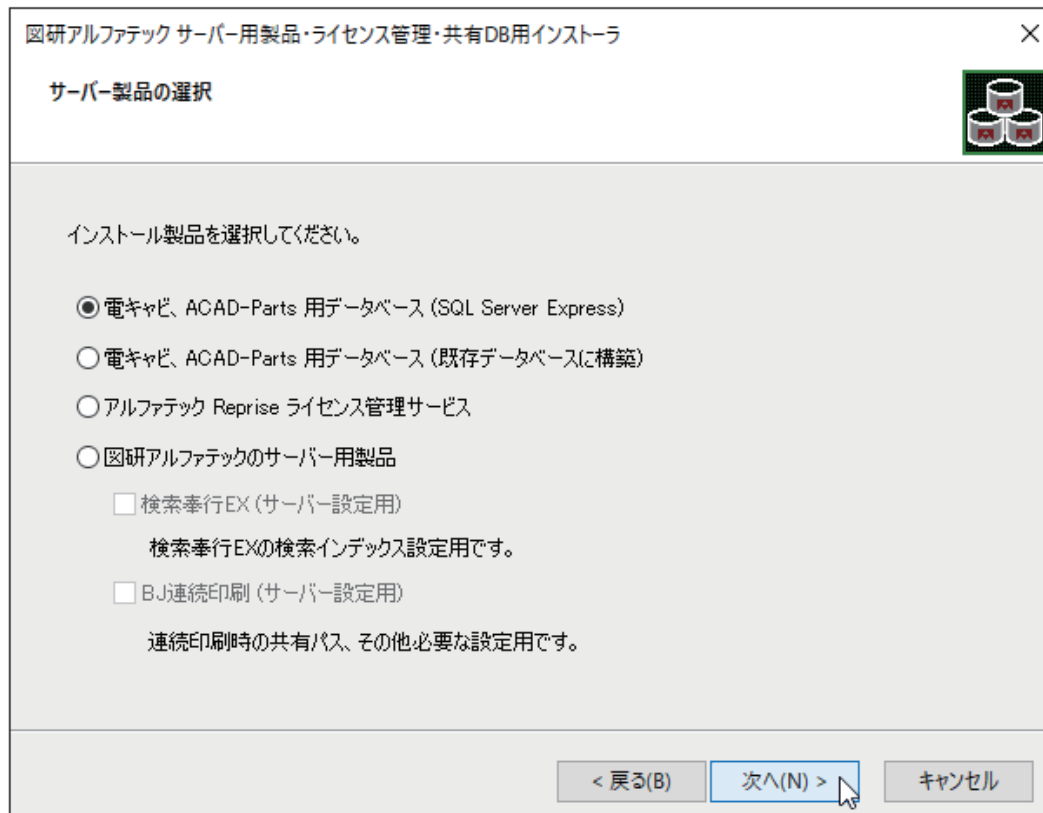 図研アルファテック サーバー用製品・ライセンス管理・共有DB用インストーラ
サーバー製品の選択
インストール製品を選択してください。
電キャビ、ACAD-Parts 用データベース (SQL Server Express)
電キャビ、ACAD-Parts 用データベース (既存データベースに構築)
アルファテック Reprise ライセンス管理サービス
図研アルファテックのサーバー用製品
検索奉行EX (サーバー設定用)
検索奉行EXの検索インデックス設定用です。
BJ連続印刷 (サーバー設定用)
連続印刷時の共有パス、その他必要な設定用です。
< 戻る(B) 次へ(N) > キャンセル